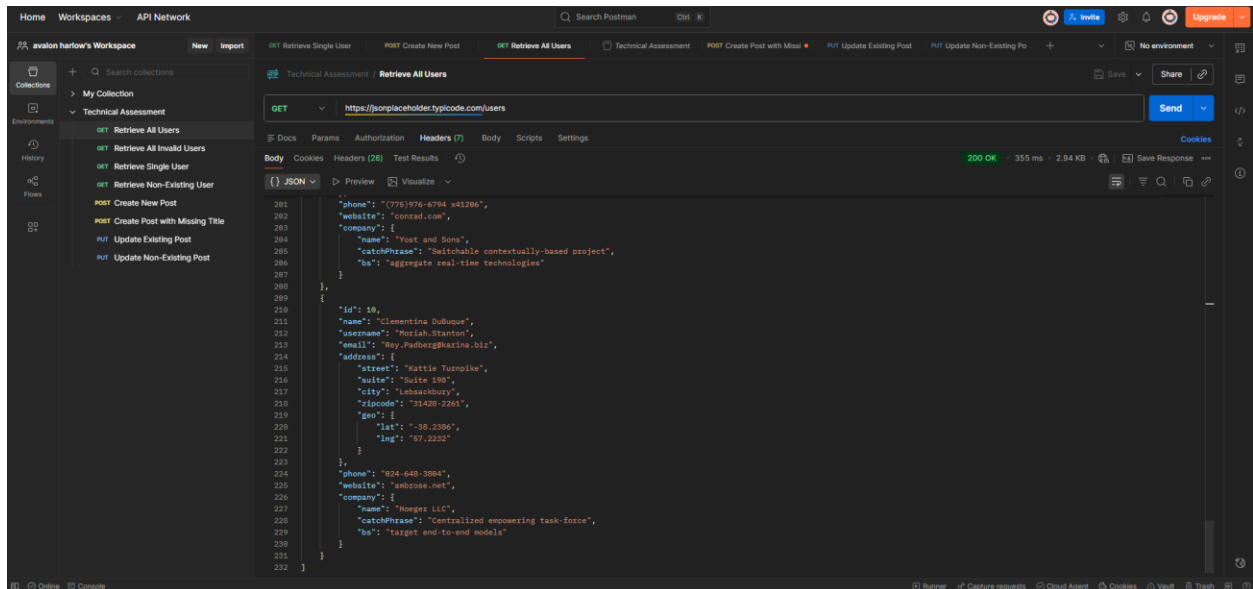 Home Workspaces API Network Search Postman Ctrl K Invite Upgrade
avalon harlow's Workspace New Import GET Retrieve Single User POST Create New Post GET Retrieve All Users Technical Assessment POST Create Post with Missi PUT Update Existing Post PUT Update Non-Existing Po + No environment
Collections
Environments
History
Flows
+ Search collections
My Collection
Technical Assessment
GET Retrieve All Users
GET Retrieve All Invalid Users
GET Retrieve Single User
GET Retrieve Non-Existing User
POST Create New Post
POST Create Post with Missing Title
PUT Update Existing Post
PUT Update Non-Existing Post
Technical Assessment / Retrieve All Users Save Share
GET https://jsonplaceholder.typicode.com/users Send
Docs Params Authorization Headers (7) Body Scripts Settings Cookies
Body Cookies Headers (26) Test Results 200 OK · 355 ms · 2.94 KB · Save Response
{} JSON Preview Visualize
201 "phone": "(775)976-6794 x41206",
202 "website": "conrad.com",
203 "company": {
204 "name": "Yost and Sons",
205 "catchPhrase": "Switchable contextually-based project",
206 "bs": "aggregate real-time technologies"
207 }
208 },
209 {
210 "id": 10,
211 "name": "Clementina DuBuque",
212 "username": "Moriah.Stanton",
213 "email": "Rey.Padberg@karina.biz",
214 "address": {
215 "street": "Kattie Turnpike",
216 "suite": "Suite 198",
217 "city": "Lebsackbury",
218 "zipcode": "31428-2261",
219 "geo": {
220 "lat": "-38.2386",
221 "lng": "57.2232"
222 }
223 },
224 "phone": "024-648-3804",
225 "website": "ambrose.net",
226 "company": {
227 "name": "Hoeger LLC",
228 "catchPhrase": "Centralized empowering task-force",
229 "bs": "target end-to-end models"
230 }
231 }
232 ]
Online Console Runner Capture requests Cloud Agent Cookies Vault Trash